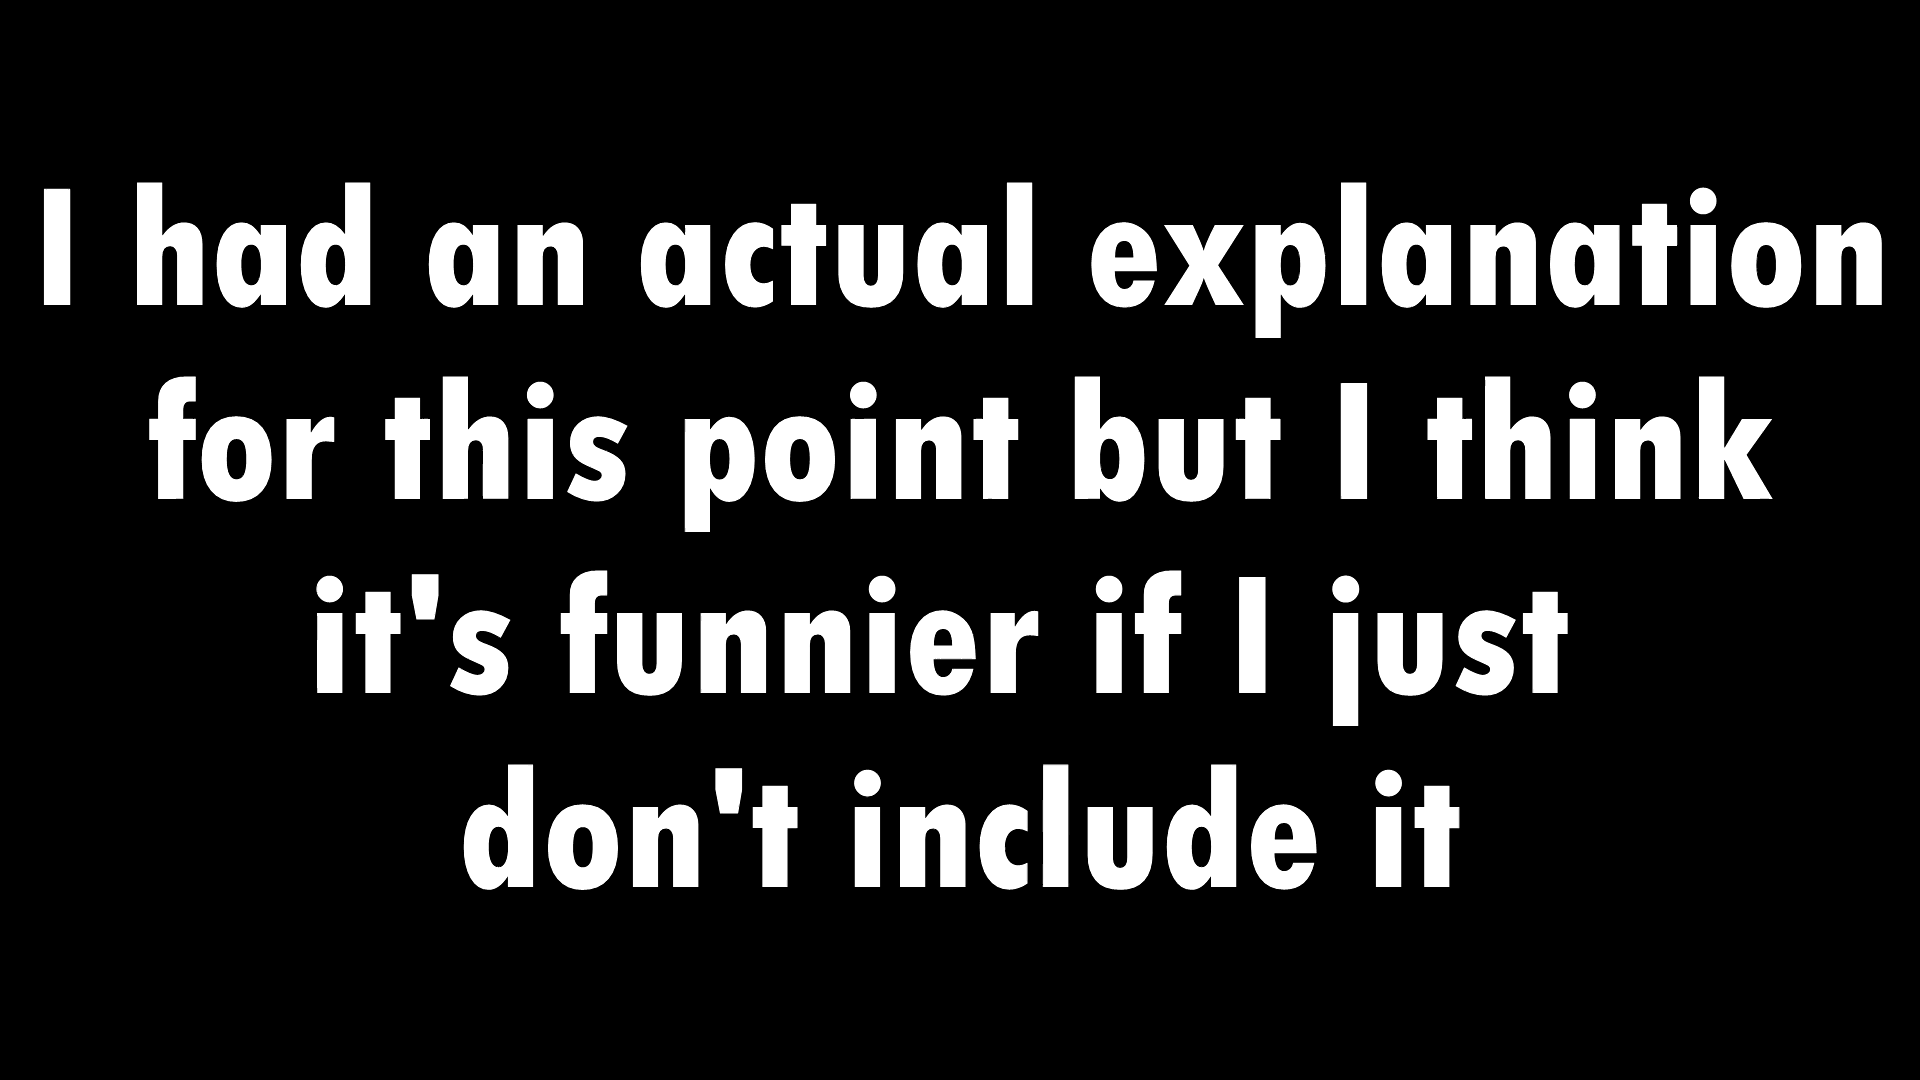 I had an actual explanation
for this point but I think
it's funnier if I just
don't include it